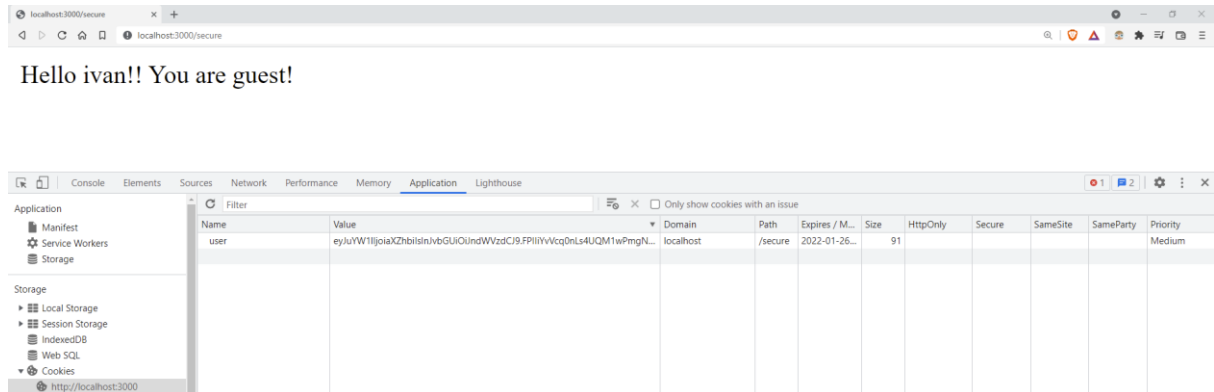 localhost:3000/secure
localhost:3000/secure
Hello ivan!! You are guest!
Console Elements Sources Network Performance Memory Application Lighthouse 1 2
Application
Manifest
Service Workers
Storage
Storage
Local Storage
Session Storage
IndexedDB
Web SQL
Cookies
http://localhost:3000
Filter Only show cookies with an issue
Name Value Domain Path Expires / M... Size HttpOnly Secure SameSite SameParty Priority
user localhost /secure 2022-01-26... 91 Medium